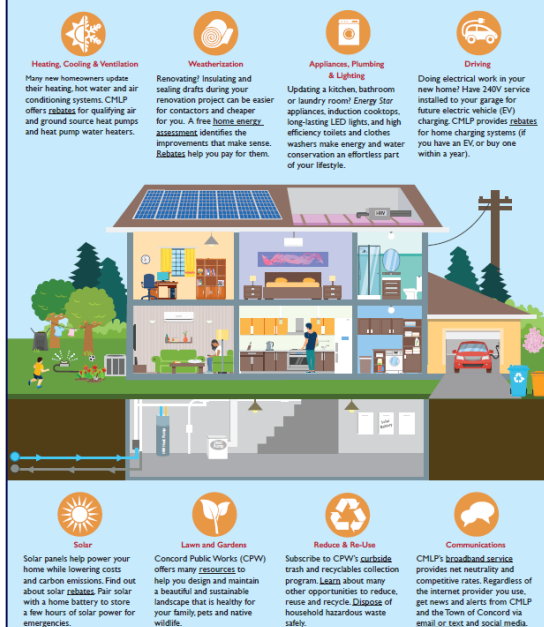 Heating, Cooling & Ventilation
Many new homeowners update
their heating, hot water and air
conditioning systems. CMLP
offers rebates for qualifying air
and ground source heat pumps
and heat pump water heaters.
Weatherization
Renovating? Insulating and
sealing drafts during your
renovation project can be easier
for contactors and cheaper
for you. A free home energy
assessment identifies the
improvements that make sense.
Rebates help you pay for them.
Appliances, Plumbing
& Lighting
Updating a kitchen, bathroom
or laundry room? Energy Star
appliances, induction cooktops,
long-lasting LED lights, and high
efficiency toilets and clothes
washers make energy and water
conservation an effortless part
of your lifestyle.
Driving
Doing electrical work in your
new home? Have 240V service
installed to your garage for
future electric vehicle (EV)
charging. CMLP provides rebates
for home charging systems (if
you have an EV, or buy one
within a year).
ERV
Solar
Solar panels help power your
home while lowering costs
and carbon emissions. Find out
about solar rebates. Pair solar
with a home battery to store
a few hours of solar power for
emergencies.
Lawn and Gardens
Concord Public Works (CPW)
offers many resources to
help you design and maintain
a beautiful and sustainable
landscape that is healthy for
your family, pets and native
wildlife.
Reduce & Re-Use
Subscribe to CPW's curbside
trash and recyclables collection
program. Learn about many
other opportunities to reduce,
reuse and recycle. Dispose of
household hazardous waste
safely.
Communications
CMLP's broadband service
provides net neutrality and
competitive rates. Regardless of
the internet provider you use,
get news and alerts from CMLP
and the Town of Concord via
email or text and social media.